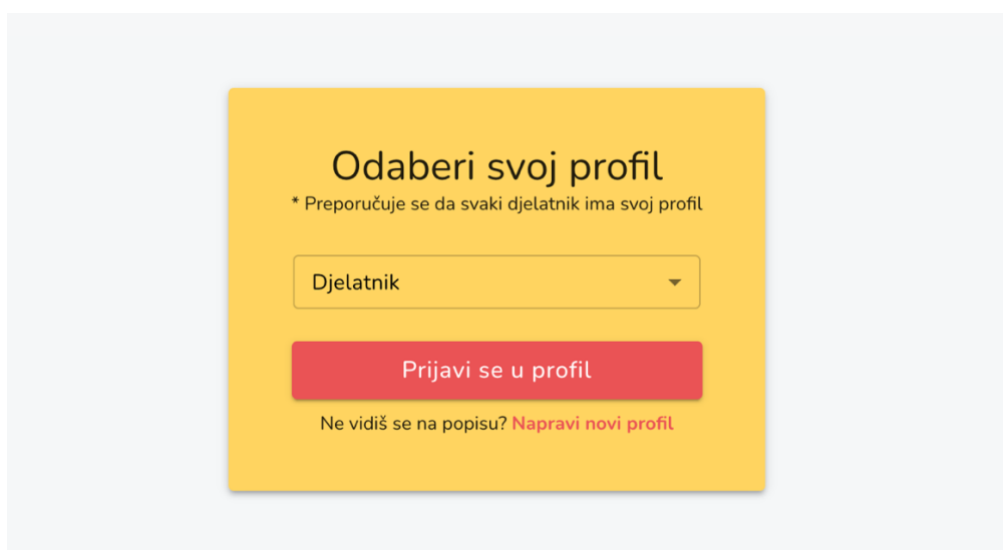 Odaberi svoj profil
* Preporučuje se da svaki djelatnik ima svoj profil
Djelatnik
Prijavi se u profil
Ne vidiš se na popisu? Napravi novi profil